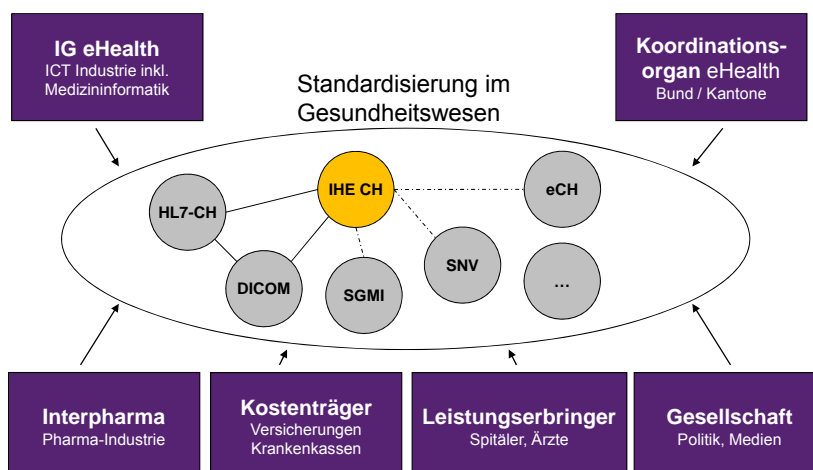 IG eHealth
ICT Industrie inkl.
Medizininformatik
Koordinations-
organ eHealth
Bund / Kantone
Standardisierung im
Gesundheitswesen
IHE CH
eCH
HL7-CH
SNV
DICOM
SGMI
...
Interpharma
Pharma-Industrie
Kostenträger
Versicherungen
Krankenkassen
Leistungserbringer
Spitäler, Ärzte
Gesellschaft
Politik, Medien